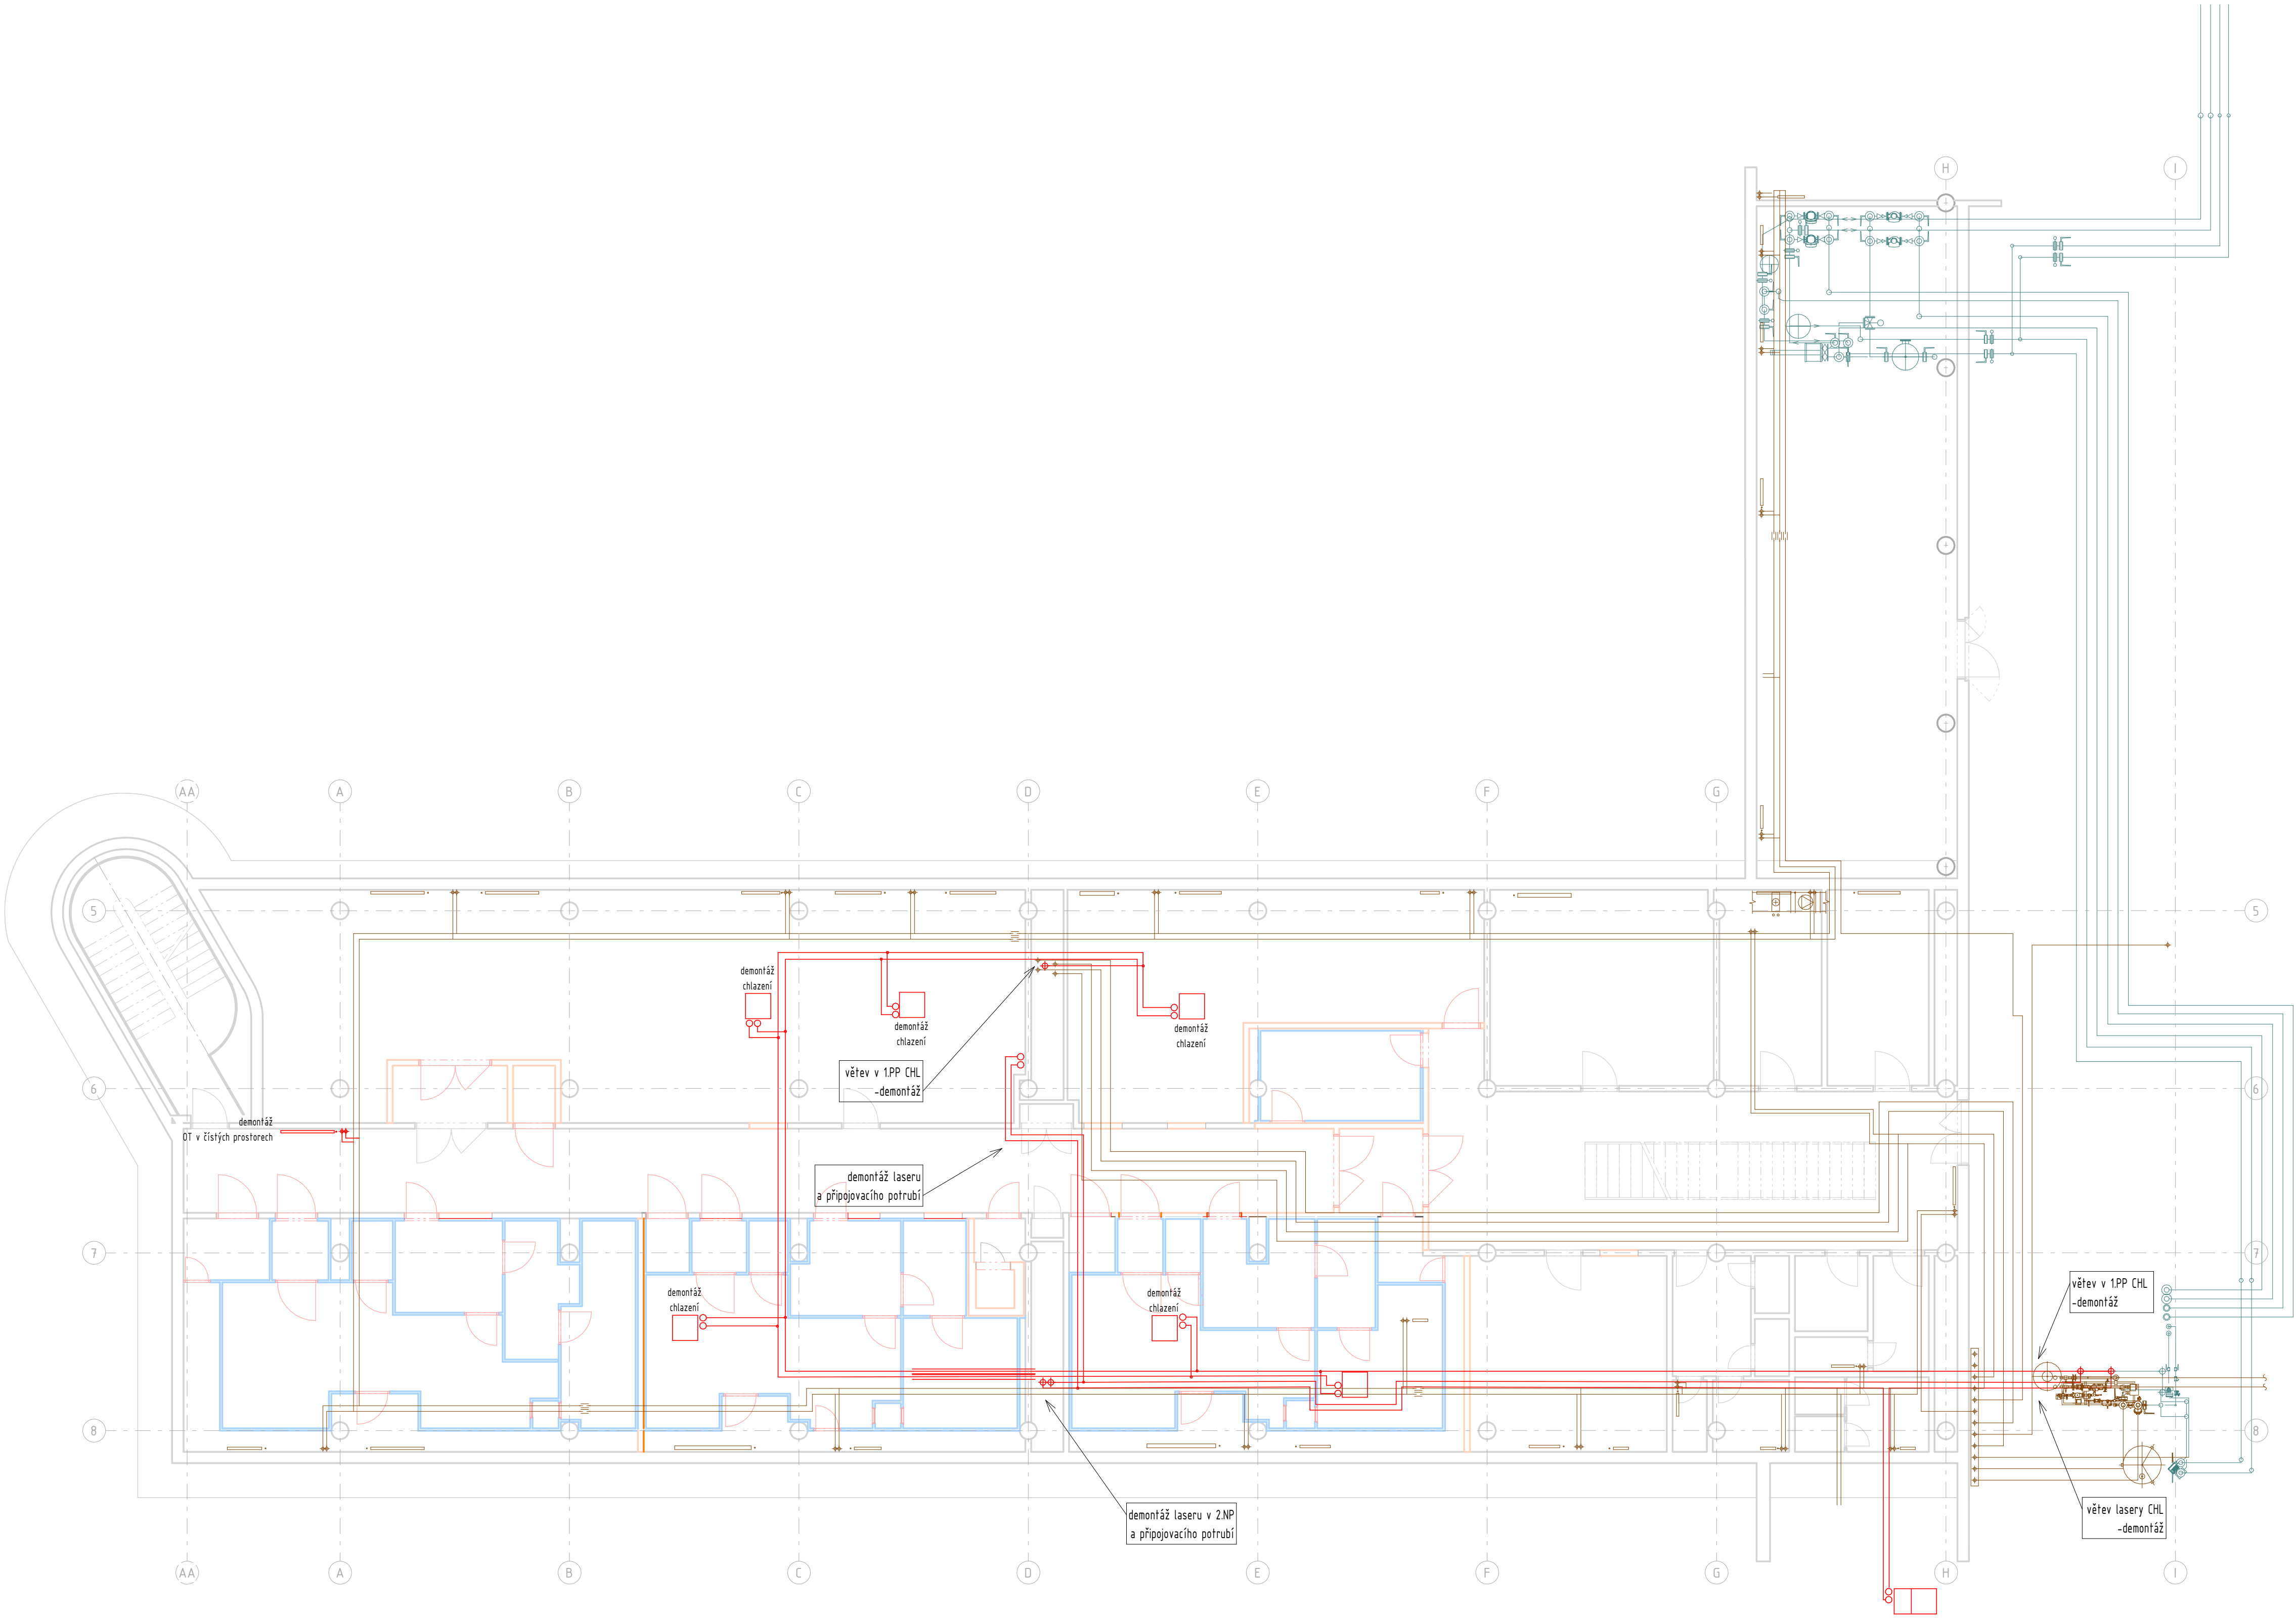 H
I
AA
A
B
C
D
E
F
G
5
5
demontáž
chlazení
demontáž
chlazení
demontáž
chlazení
větev v 1.PP CHL
-demontáž
6
6
demontáž
OT v čistých prostorech
demontáž laseru
a připojovacího potrubí
7
7
demontáž
chlazení
demontáž
chlazení
větev v 1.PP CHL
-demontáž
8
8
demontáž laseru v 2.NP
a připojovacího potrubí
větev lasery CHL
-demontáž
AA
A
B
C
D
E
F
G
H
I